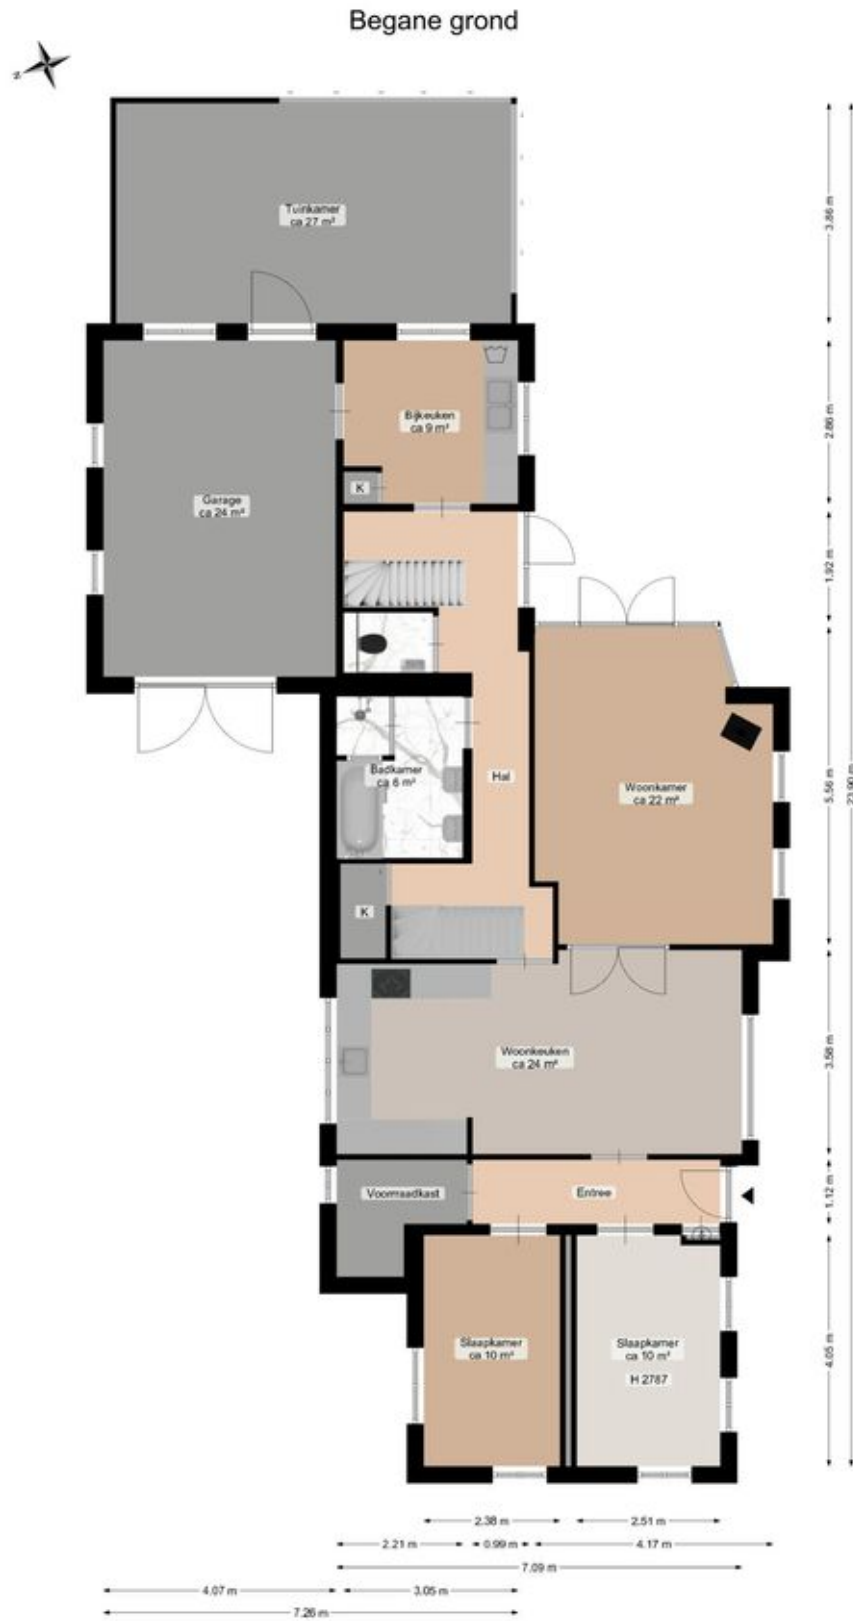 Begane grond
N
Tuinkamer
ca 27 m²
3.86 m
Bijkeuken
ca 9 m²
2.86 m
K
Garage
ca 24 m²
1.92 m
Badkamer
ca 6 m²
Hal
Woonkamer
ca 22 m²
5.56 m
23.90 m
K
Woonkeuken
ca 24 m²
3.58 m
Voorraadkast
Entree
1.12 m
Slaapkamer
ca 10 m²
Slaapkamer
ca 10 m²
H 2787
4.05 m
2.38 m
2.51 m
2.21 m
0.99 m
4.17 m
7.09 m
4.07 m
3.05 m
7.26 m